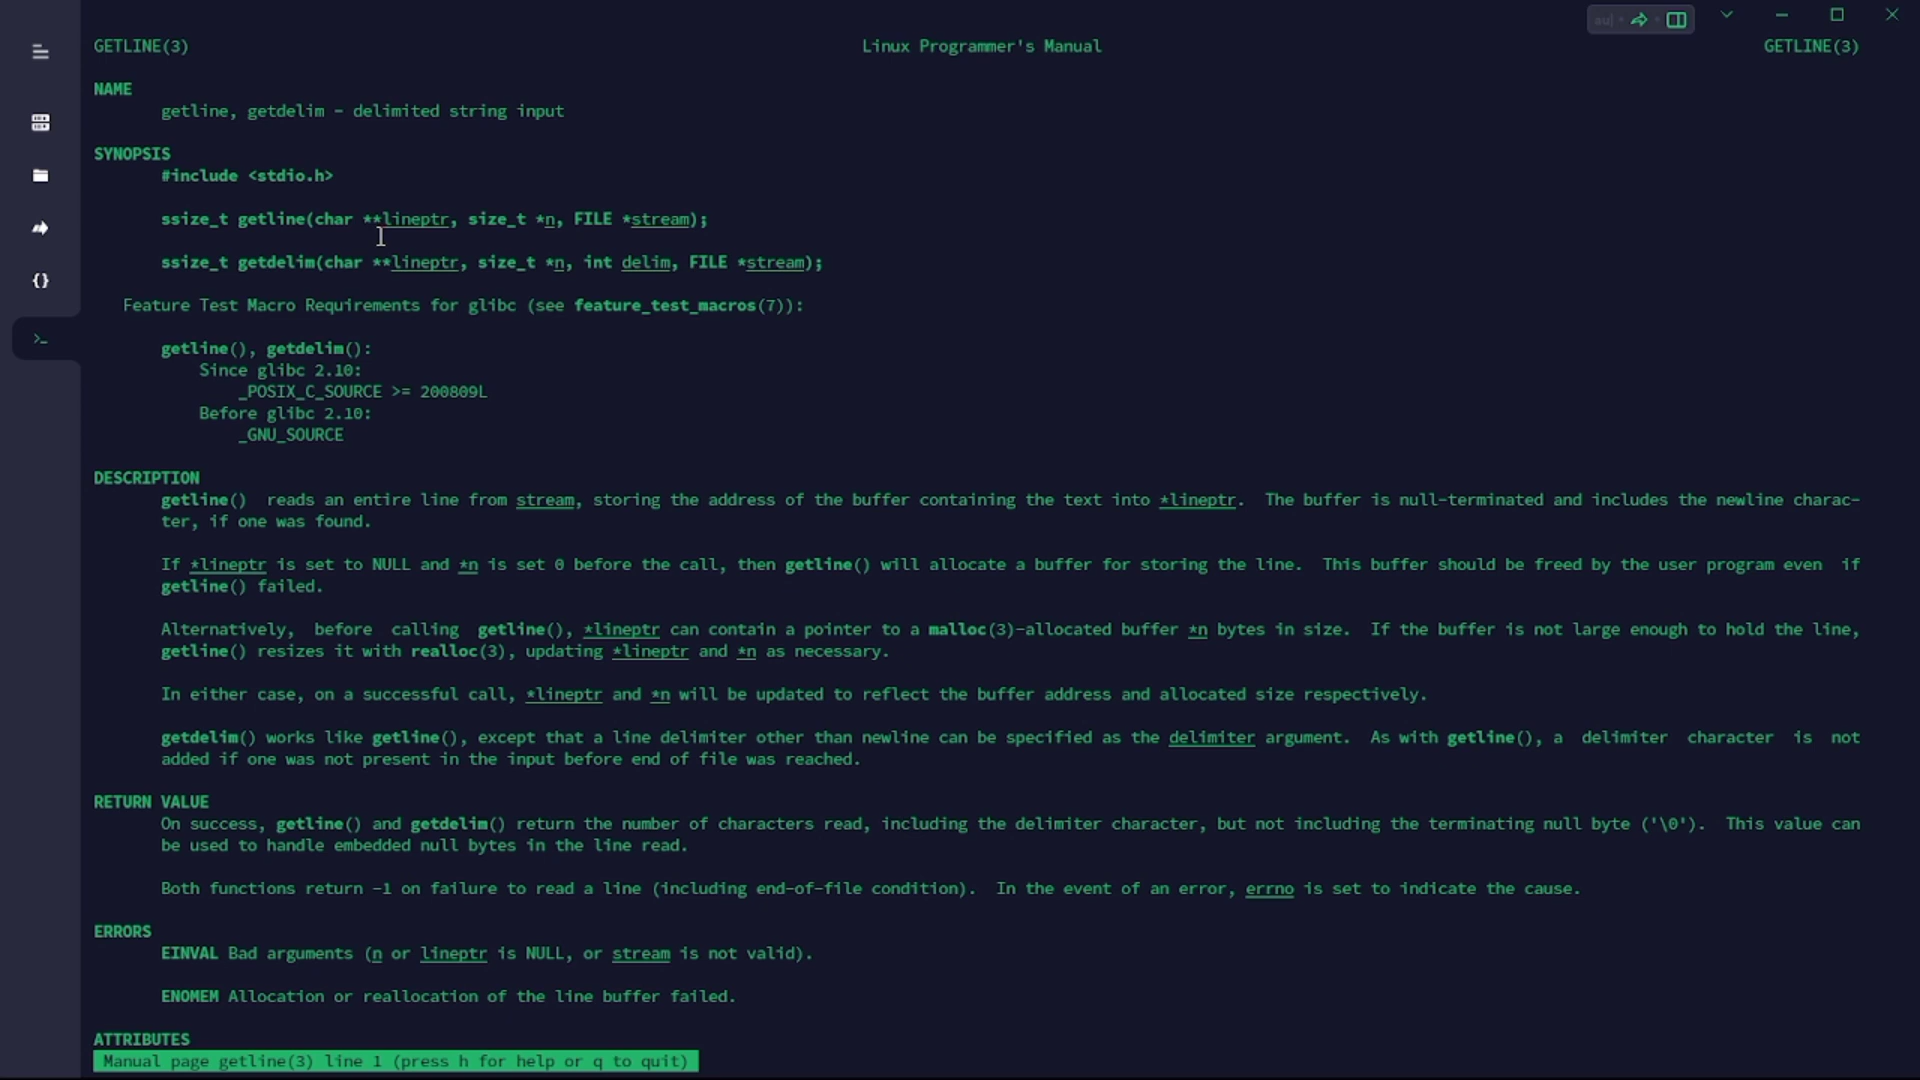 GETLINE(3) Linux Programmer's Manual GETLINE(3)
NAME
getline, getdelim - delimited string input
SYNOPSIS
#include <stdio.h>
ssize_t getline(char **lineptr, size_t *n, FILE *stream);
ssize_t getdelim(char **lineptr, size_t *n, int delim, FILE *stream);
Feature Test Macro Requirements for glibc (see feature_test_macros(7)):
getline(), getdelim():
Since glibc 2.10:
_POSIX_C_SOURCE >= 200809L
Before glibc 2.10:
_GNU_SOURCE
DESCRIPTION
getline() reads an entire line from stream, storing the address of the buffer containing the text into *lineptr. The buffer is null-terminated and includes the newline charac-
ter, if one was found.
If *lineptr is set to NULL and *n is set 0 before the call, then getline() will allocate a buffer for storing the line. This buffer should be freed by the user program even if
getline() failed.
Alternatively, before calling getline(), *lineptr can contain a pointer to a malloc(3)-allocated buffer *n bytes in size. If the buffer is not large enough to hold the line,
getline() resizes it with realloc(3), updating *lineptr and *n as necessary.
In either case, on a successful call, *lineptr and *n will be updated to reflect the buffer address and allocated size respectively.
getdelim() works like getline(), except that a line delimiter other than newline can be specified as the delimiter argument. As with getline(), a delimiter character is not
added if one was not present in the input before end of file was reached.
RETURN VALUE
On success, getline() and getdelim() return the number of characters read, including the delimiter character, but not including the terminating null byte ('\0'). This value can
be used to handle embedded null bytes in the line read.
Both functions return -1 on failure to read a line (including end-of-file condition). In the event of an error, errno is set to indicate the cause.
ERRORS
EINVAL Bad arguments (n or lineptr is NULL, or stream is not valid).
ENOMEM Allocation or reallocation of the line buffer failed.
ATTRIBUTES
Manual page getline(3) line 1 (press h for help or q to quit)